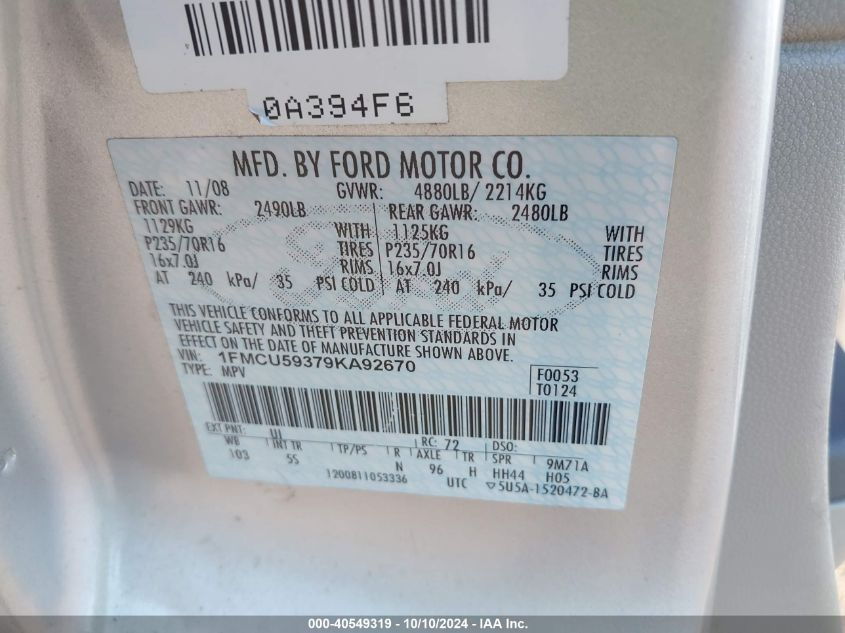 0A394F6
MFD. BY FORD MOTOR CO.
DATE: 11/08 GVWR: 4880LB/ 2214KG
FRONT GAWR: 2490LB REAR GAWR: 2480LB
1129KG WITH 1125KG WITH
P235/70R16 TIRES P235/70R16 TIRES
16x7.0J RIMS 16x7.0J RIMS
AT 240 kPa/ 35 PSI COLD AT 240 kPa/ 35 PSI COLD
THIS VEHICLE CONFORMS TO ALL APPLICABLE FEDERAL MOTOR
VEHICLE SAFETY AND THEFT PREVENTION STANDARDS IN
EFFECT ON THE DATE OF MANUFACTURE SHOWN ABOVE.
VIN: 1FMCU59379KA92670
TYPE: MPV
F0053
T0124
EXT PNT: UJ RC: 72 DSO:
WB INT TR TP/PS R AXLE TR SPR 9M71A
103 5S N 96 H HH44 H05
1200811053336 UTC ▽5U5A-1520472-BA
000-40549319 - 10/10/2024 - IAA Inc.